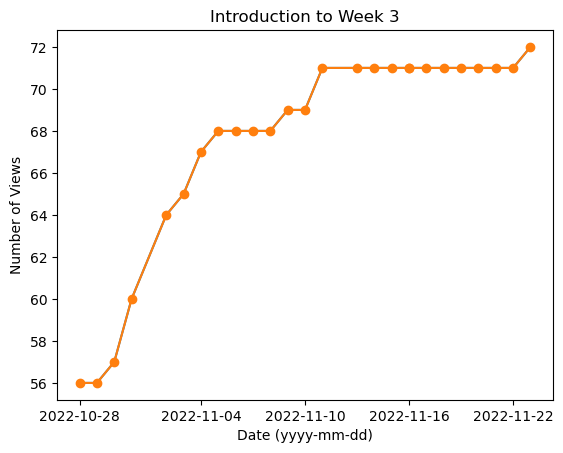 Introduction to Week 3
Number of Views
72
70
68
66
64
62
60
58
56
2022-10-28 2022-11-04 2022-11-10 2022-11-16 2022-11-22
Date (yyyy-mm-dd)